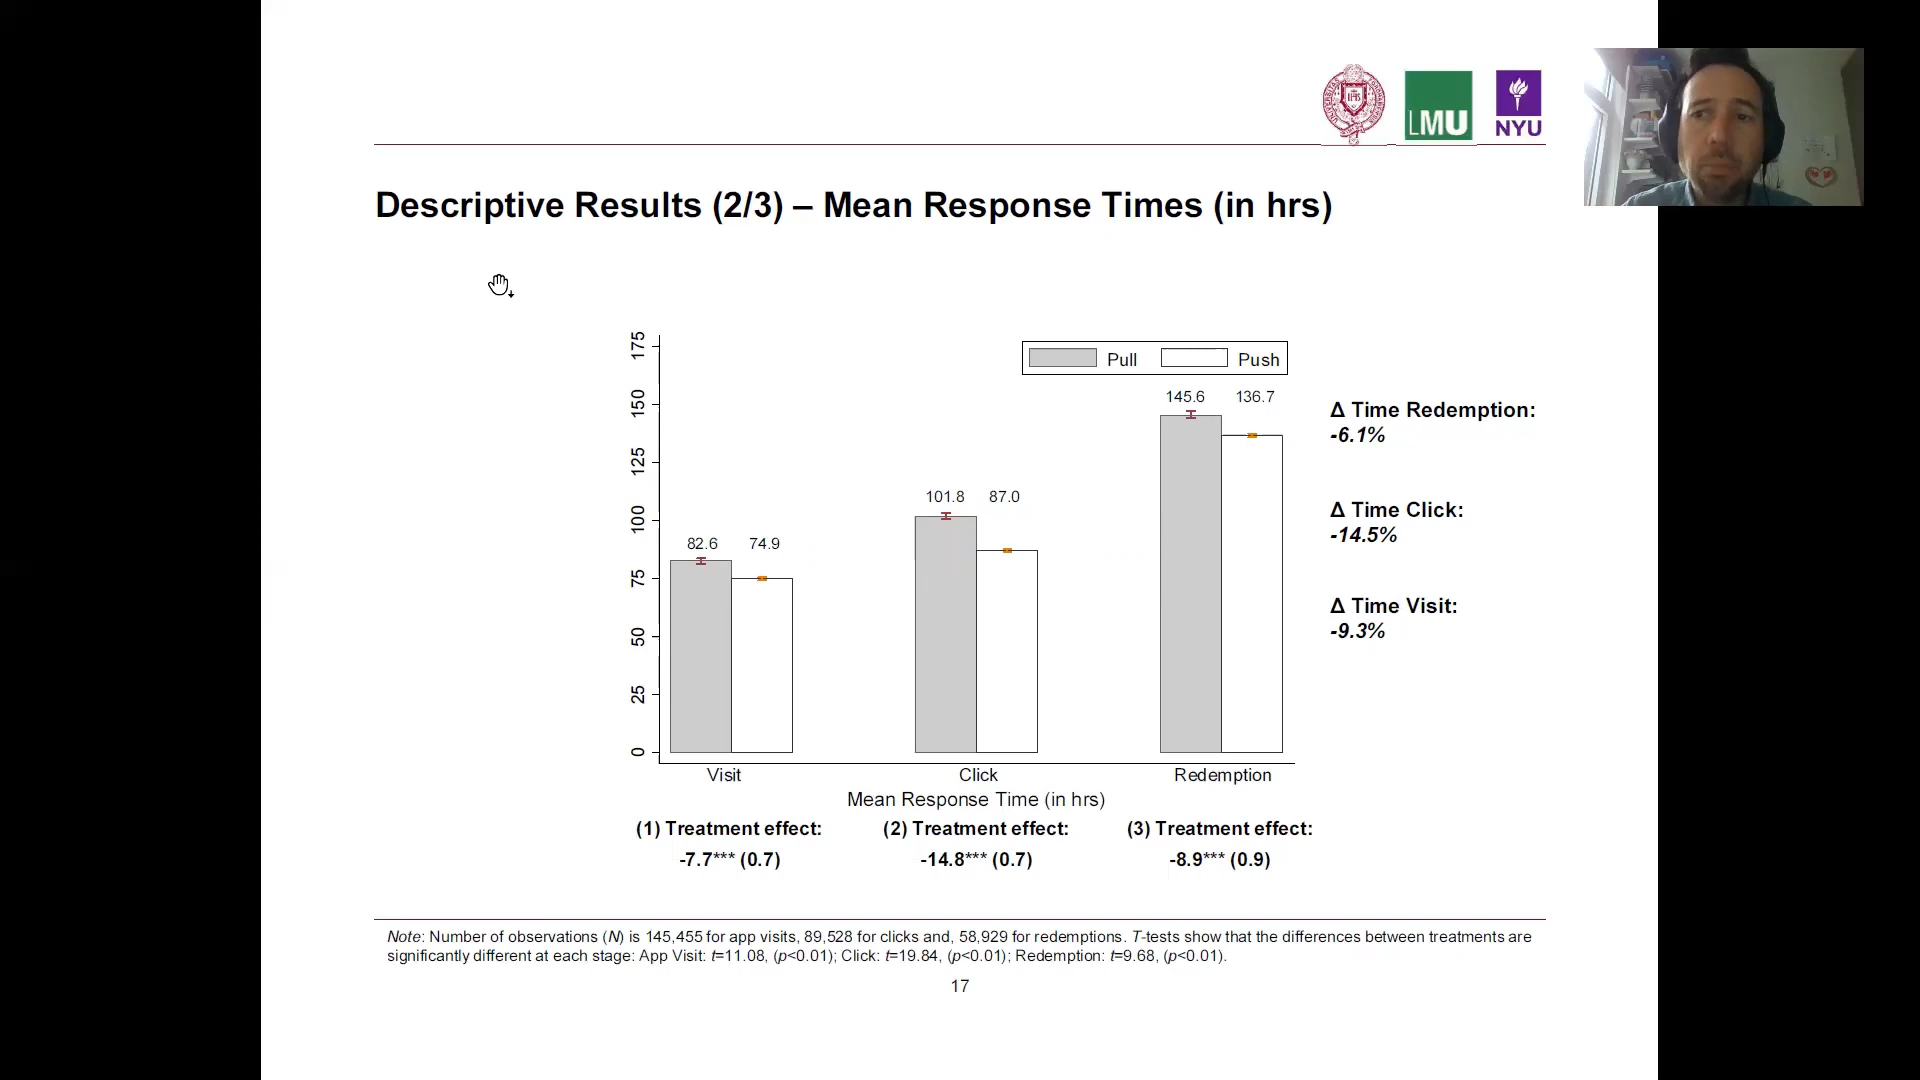 LMU
NYU
Descriptive Results (2/3) – Mean Response Times (in hrs)
175
150
125
100
75
50
25
0
Pull Push
82.6 74.9
101.8 87.0
145.6 136.7
Δ Time Redemption:
-6.1%
Δ Time Click:
-14.5%
Δ Time Visit:
-9.3%
Visit Click Redemption
Mean Response Time (in hrs)
(1) Treatment effect: (2) Treatment effect: (3) Treatment effect:
-7.7*** (0.7) -14.8*** (0.7) -8.9*** (0.9)
Note: Number of observations (N) is 145,455 for app visits, 89,528 for clicks and, 58,929 for redemptions. T-tests show that the differences between treatments are
significantly different at each stage: App Visit: t=11.08, (p<0.01); Click: t=19.84, (p<0.01); Redemption: t=9.68, (p<0.01).
17